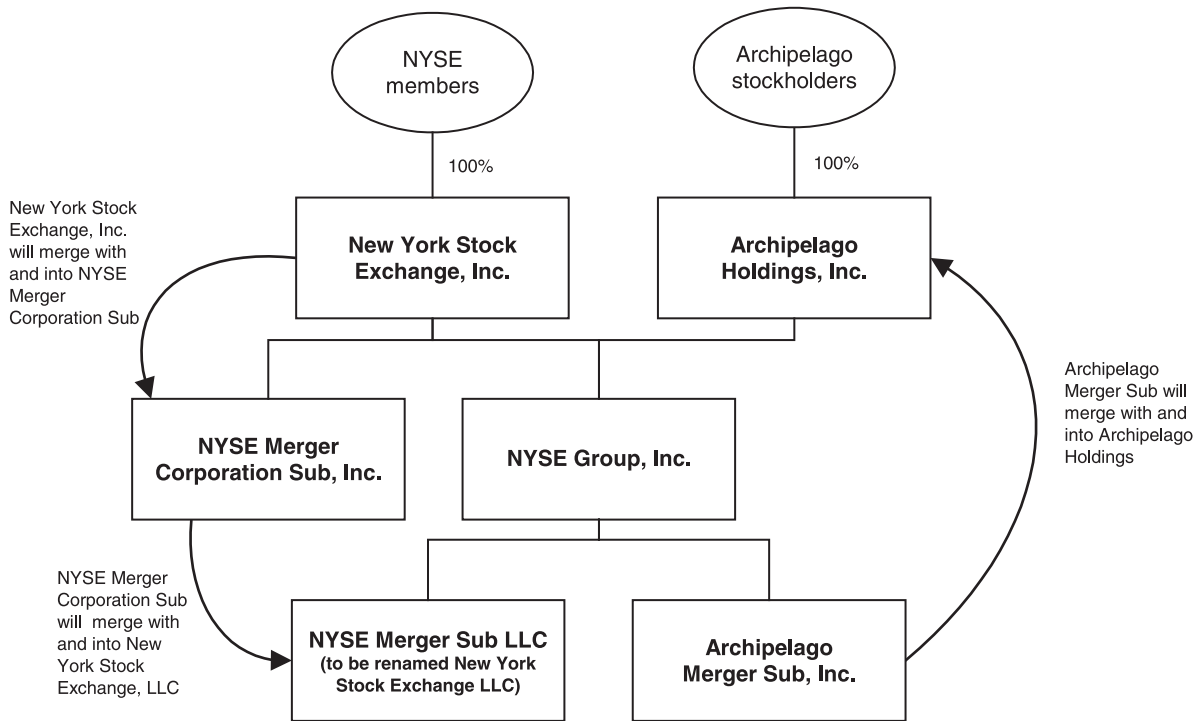 NYSE
members
Archipelago
stockholders
100%
100%
New York Stock
Exchange, Inc.
will merge with
and into NYSE
Merger
Corporation Sub
New York Stock
Exchange, Inc.
Archipelago
Holdings, Inc.
NYSE Merger
Corporation Sub, Inc.
NYSE Group, Inc.
Archipelago
Merger Sub will
merge with and
into Archipelago
Holdings
NYSE Merger
Corporation Sub
will merge with
and into New
York Stock
Exchange, LLC
NYSE Merger Sub LLC
(to be renamed New York
Stock Exchange LLC)
Archipelago
Merger Sub, Inc.